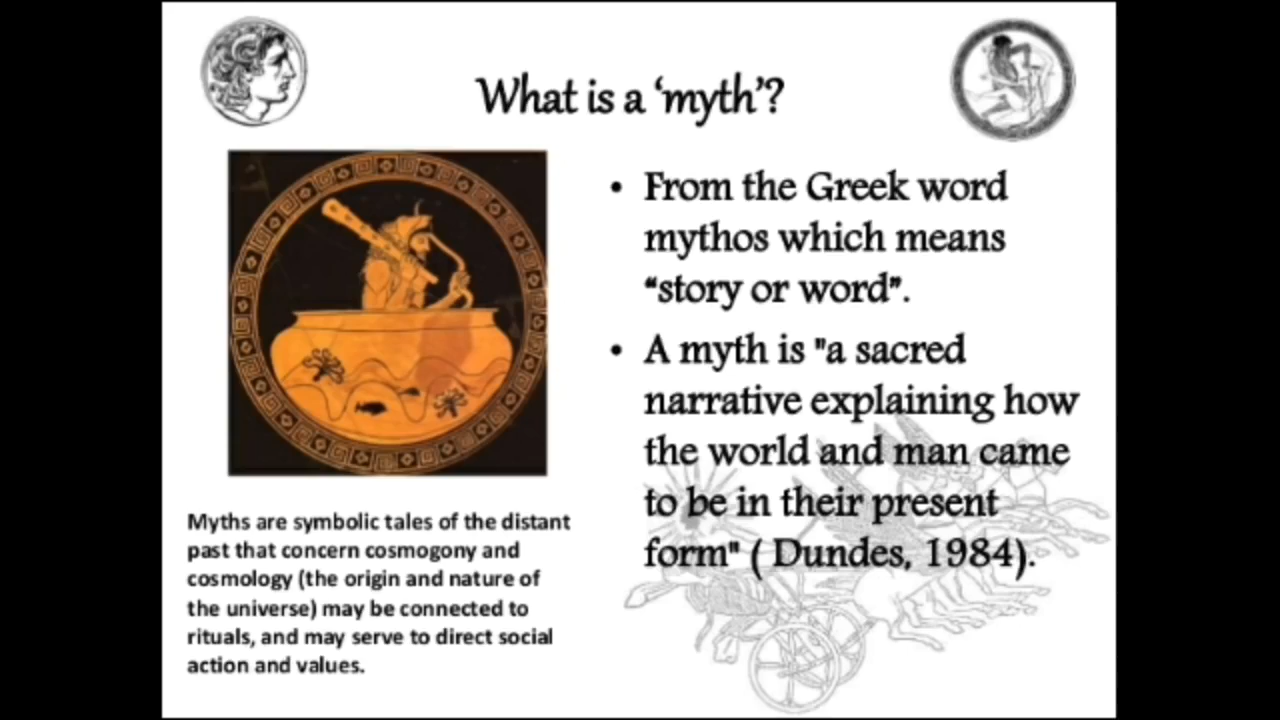 What is a ‘myth’?
• From the Greek word
mythos which means
“story or word”.
• A myth is "a sacred
narrative explaining how
the world and man came
to be in their present
form" ( Dundes, 1984).
Myths are symbolic tales of the distant
past that concern cosmogony and
cosmology (the origin and nature of
the universe) may be connected to
rituals, and may serve to direct social
action and values.